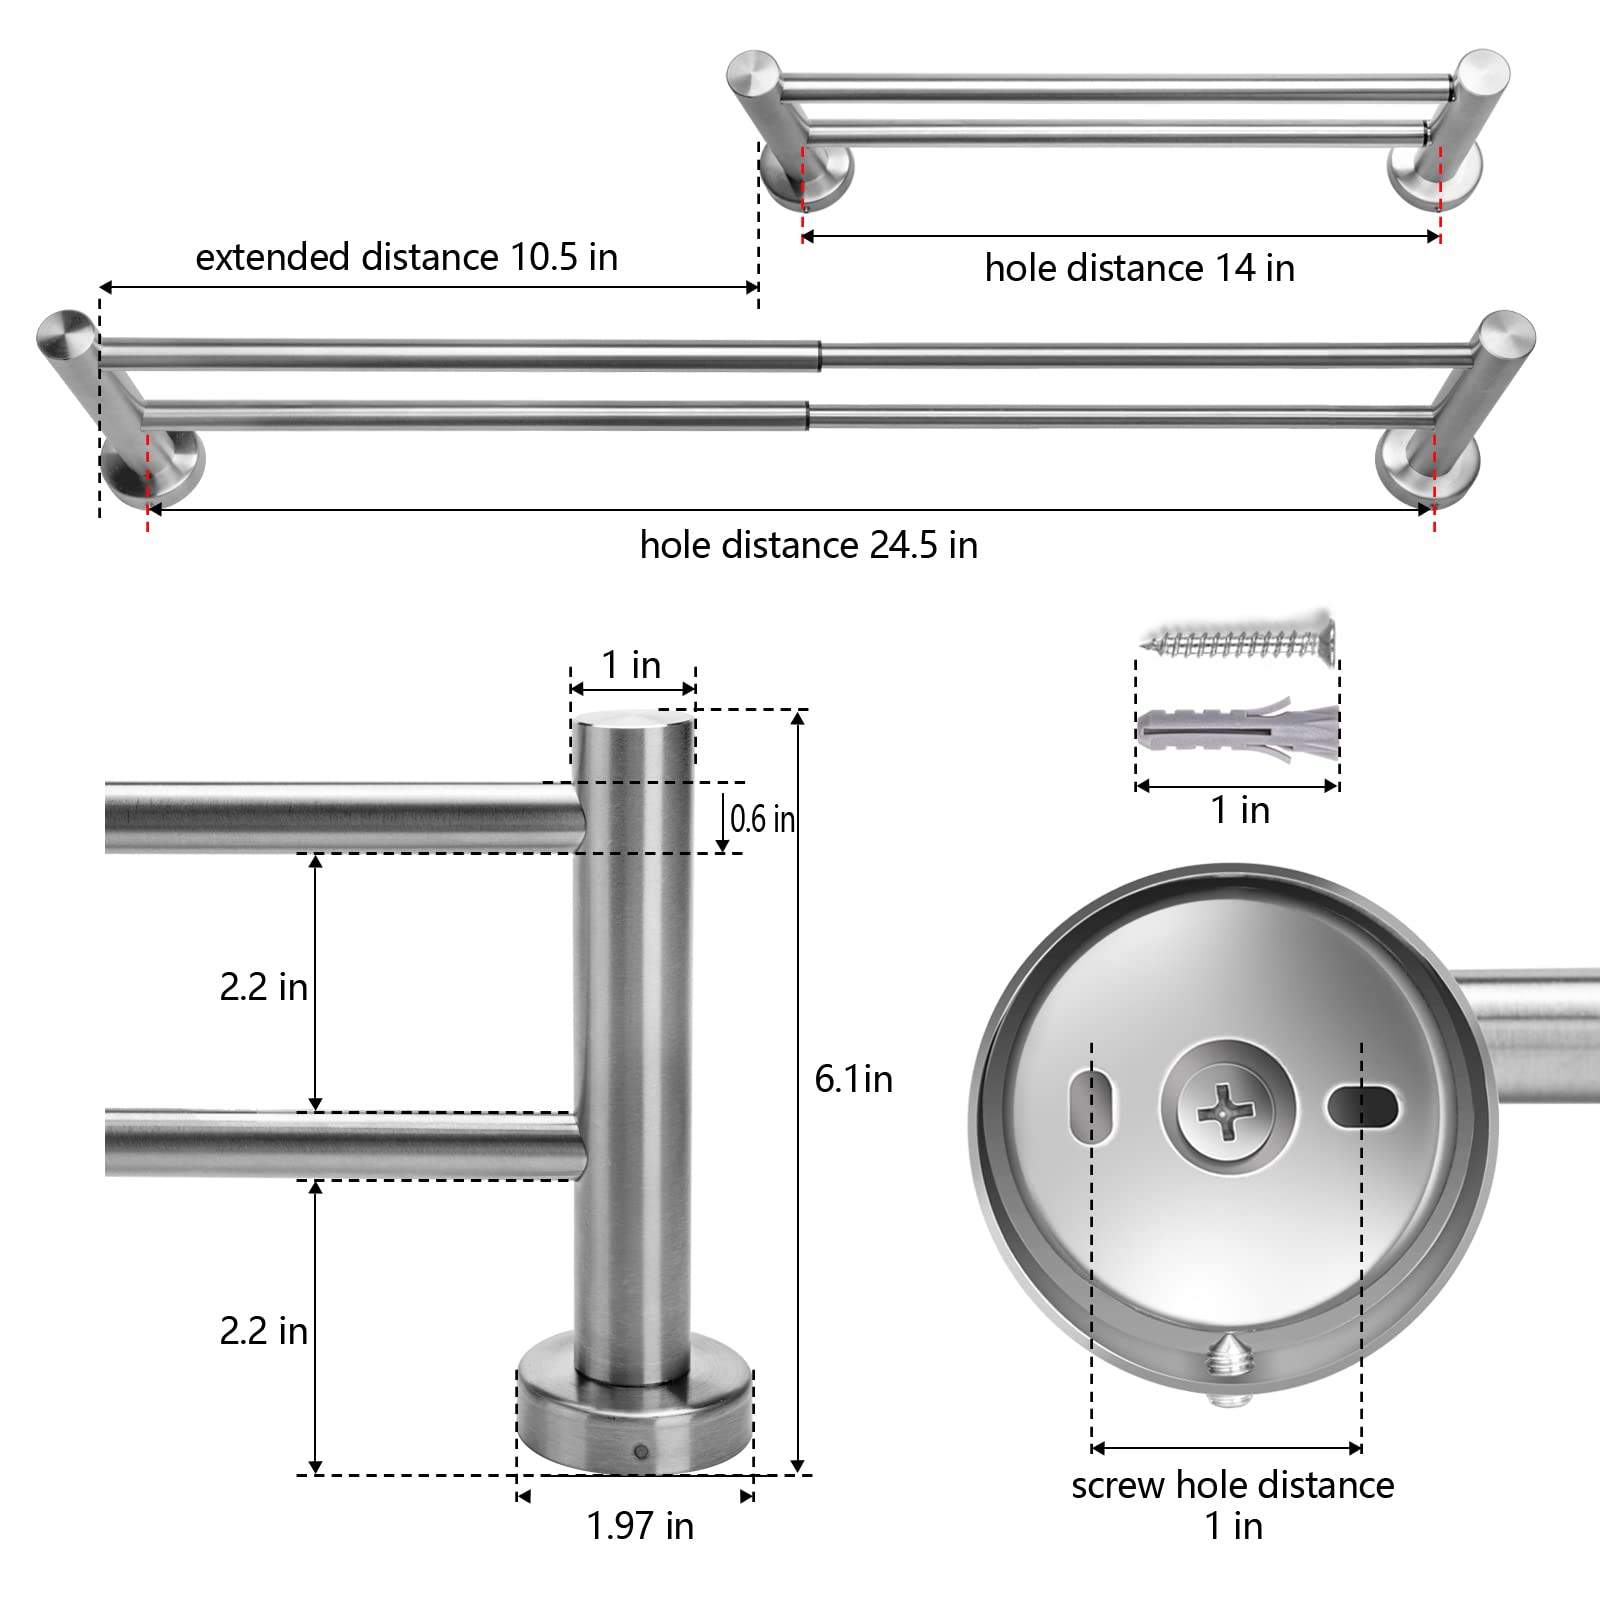 extended distance 10.5 in
hole distance 14 in
hole distance 24.5 in
1 in
0.6 in
2.2 in
6.1in
2.2 in
1.97 in
1 in
screw hole distance
1 in